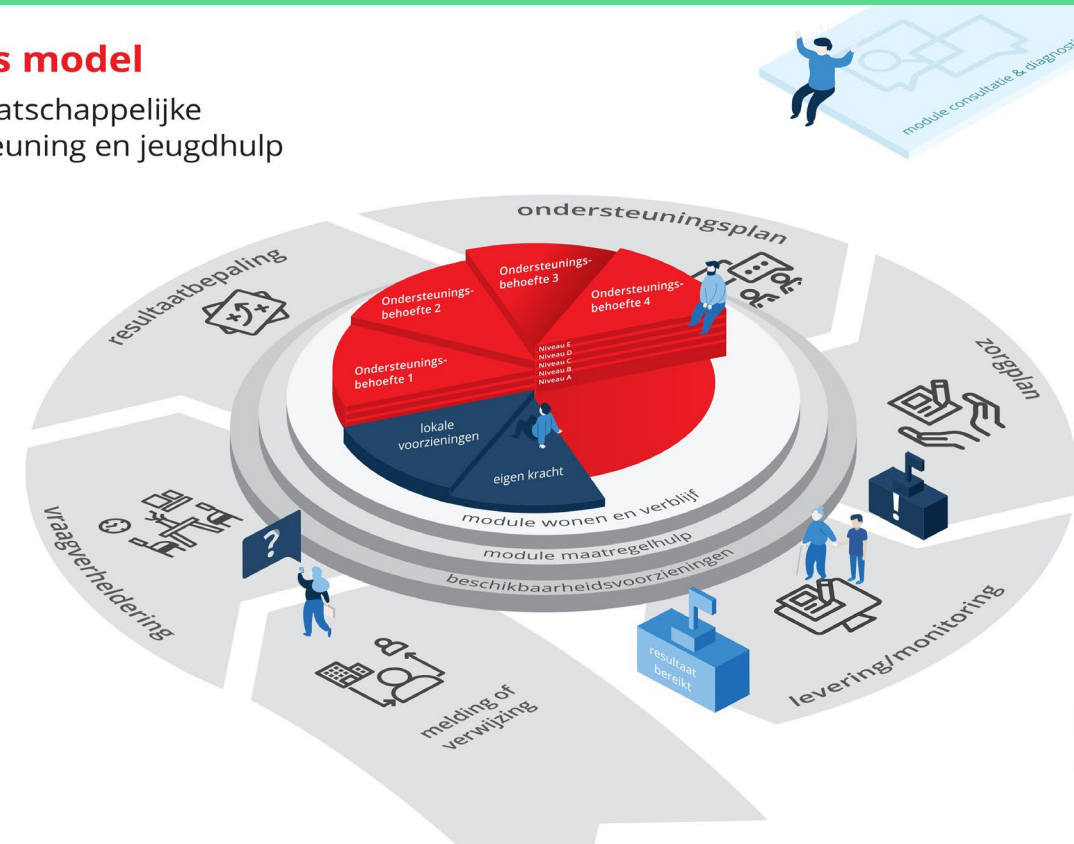 s model
atschappelijke
euning en jeugdhulp
module consultatie &
ondersteuningsplan
resultaatbepaling
zorgplan
vraagverheldering
melding of
verwijzing
levering/monitoring
Ondersteunings-
behoefte 1
Ondersteunings-
behoefte 2
Ondersteunings-
behoefte 3
Ondersteunings-
behoefte 4
Niveau E
Niveau D
Niveau C
Niveau B
Niveau A
lokale
voorzieningen
eigen kracht
module wonen en verblijf
module maatregelhulp
beschikbaarheidsvoorzieningen
?
!
resultaat
bereikt